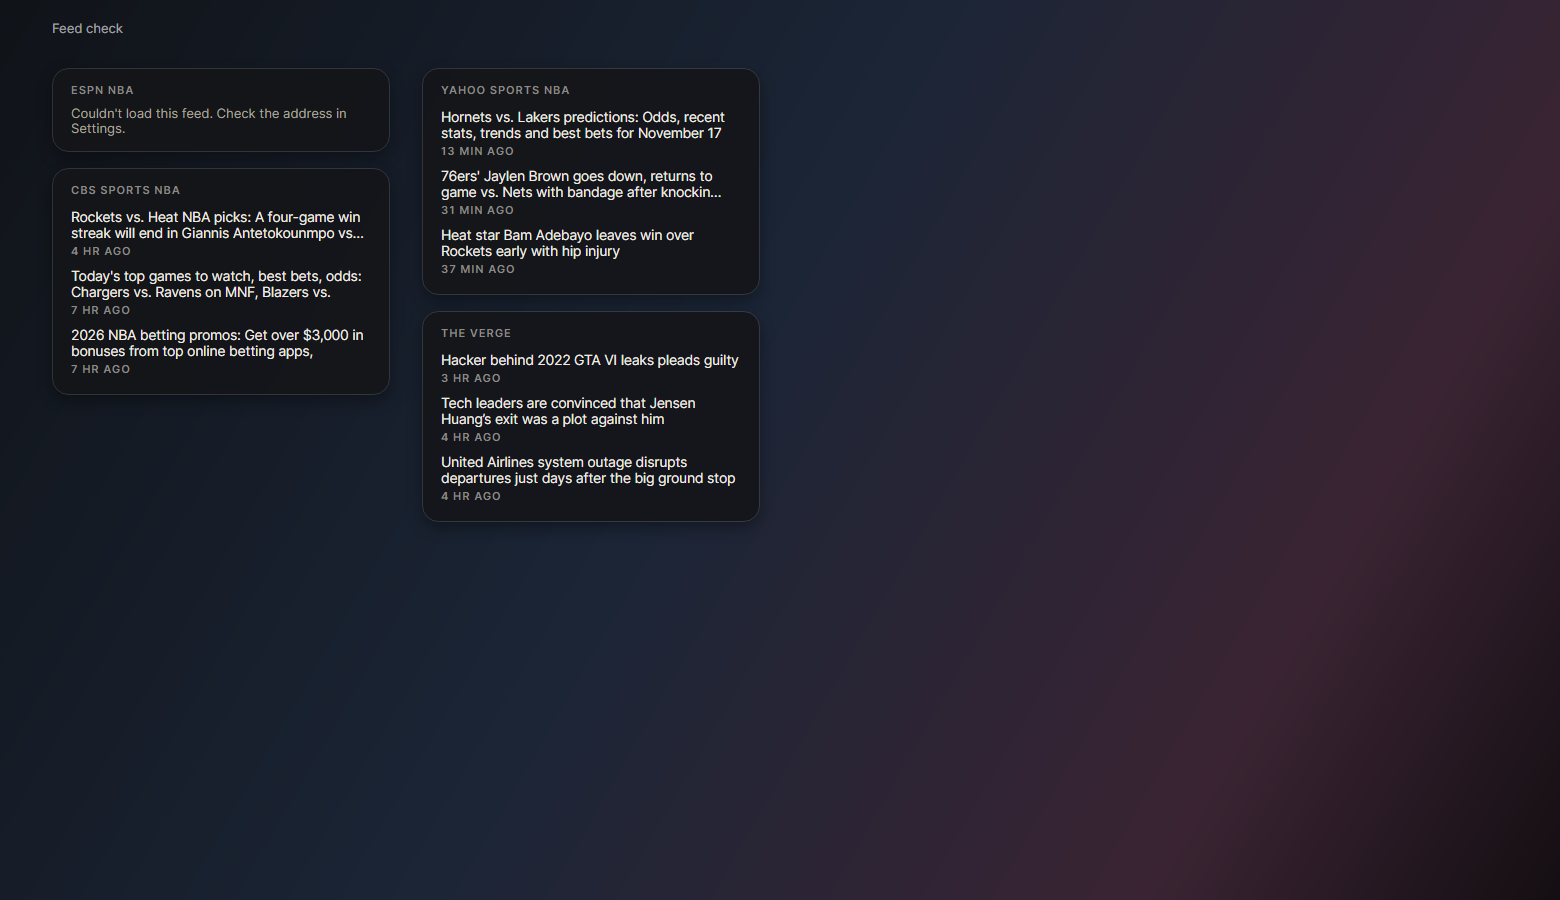 Feed check
ESPN NBA
Couldn't load this feed. Check the address in
Settings.
CBS SPORTS NBA
Rockets vs. Heat NBA picks: A four-game win
streak will end in Giannis Antetokounmpo vs...
4 HR AGO
Today's top games to watch, best bets, odds:
Chargers vs. Ravens on MNF, Blazers vs.
7 HR AGO
2026 NBA betting promos: Get over $3,000 in
bonuses from top online betting apps,
7 HR AGO
YAHOO SPORTS NBA
Hornets vs. Lakers predictions: Odds, recent
stats, trends and best bets for November 17
13 MIN AGO
76ers' Jaylen Brown goes down, returns to
game vs. Nets with bandage after knockin...
31 MIN AGO
Heat star Bam Adebayo leaves win over
Rockets early with hip injury
37 MIN AGO
THE VERGE
Hacker behind 2022 GTA VI leaks pleads guilty
3 HR AGO
Tech leaders are convinced that Jensen
Huang’s exit was a plot against him
4 HR AGO
United Airlines system outage disrupts
departures just days after the big ground stop
4 HR AGO